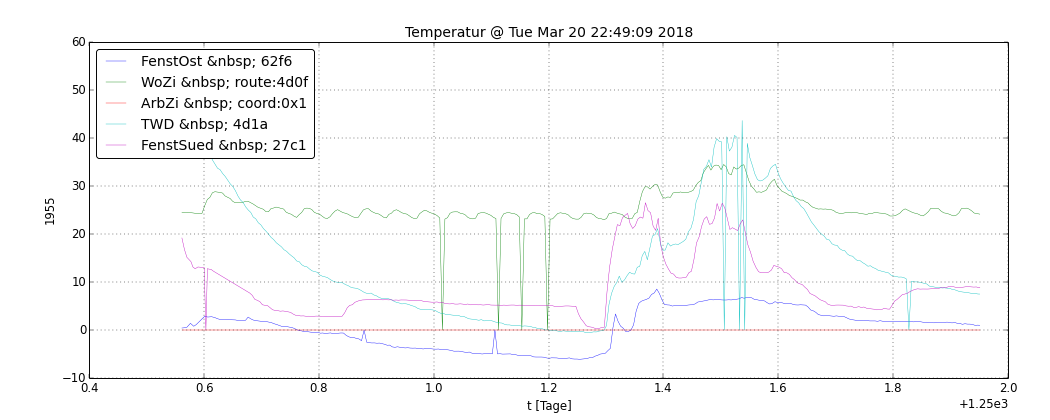 Temperatur @ Tue Mar 20 22:49:09 2018
60
50
40
30
20
10
0
−10
1955
FenstOst &nbsp; 62f6
WoZi &nbsp; route:4d0f
ArbZi &nbsp; coord:0x1
TWD &nbsp; 4d1a
FenstSued &nbsp; 27c1
0.4 0.6 0.8 1.0 1.2 1.4 1.6 1.8 2.0
t [Tage]
+1.25e3